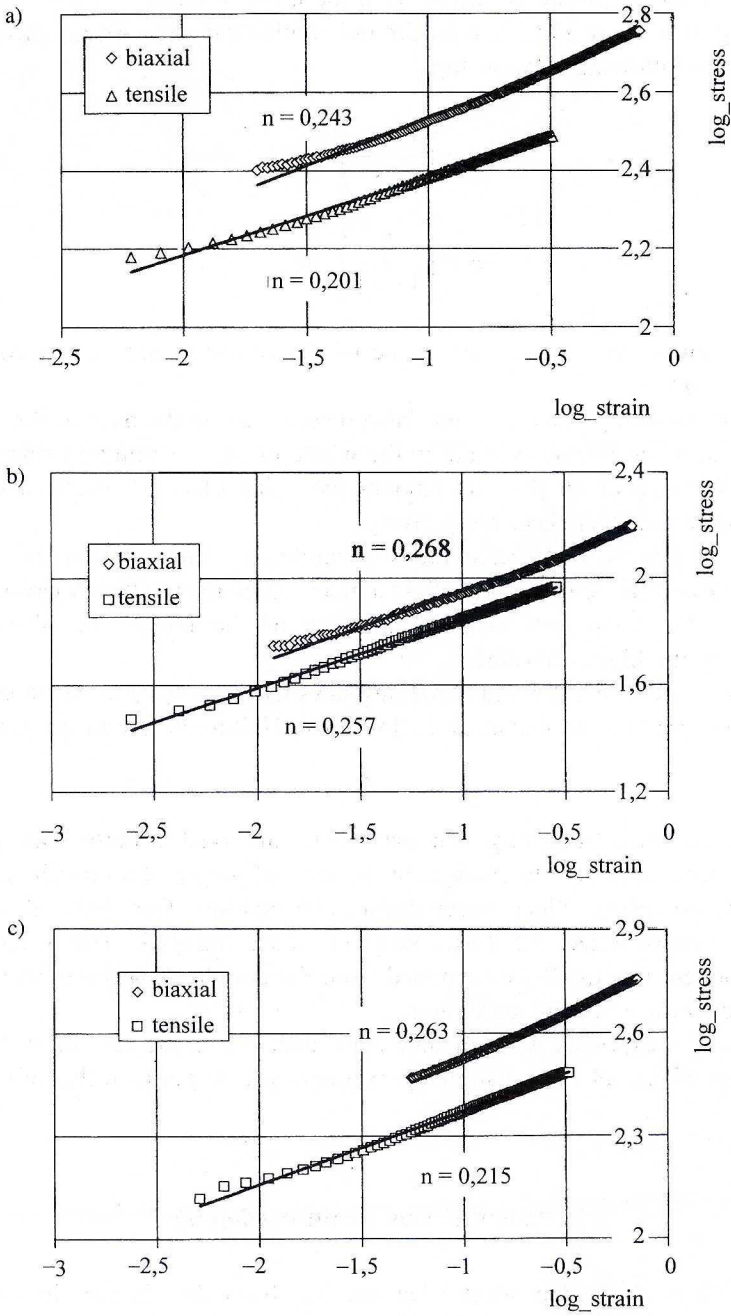 a)
biaxial
tensile
n = 0,243
n = 0,201
2,8
2,6
2,4
2,2
2
log_stress
−2,5 −2 −1,5 −1 −0,5 0
log_strain
b)
biaxial
tensile
n = 0,268
n = 0,257
2,4
2
1,6
1,2
log_stress
−3 −2,5 −2 −1,5 −1 −0,5 0
log_strain
c)
biaxial
tensile
n = 0,263
n = 0,215
2,9
2,6
2,3
2
log_stress
−3 −2,5 −2 −1,5 −1 −0,5 0
log_strain